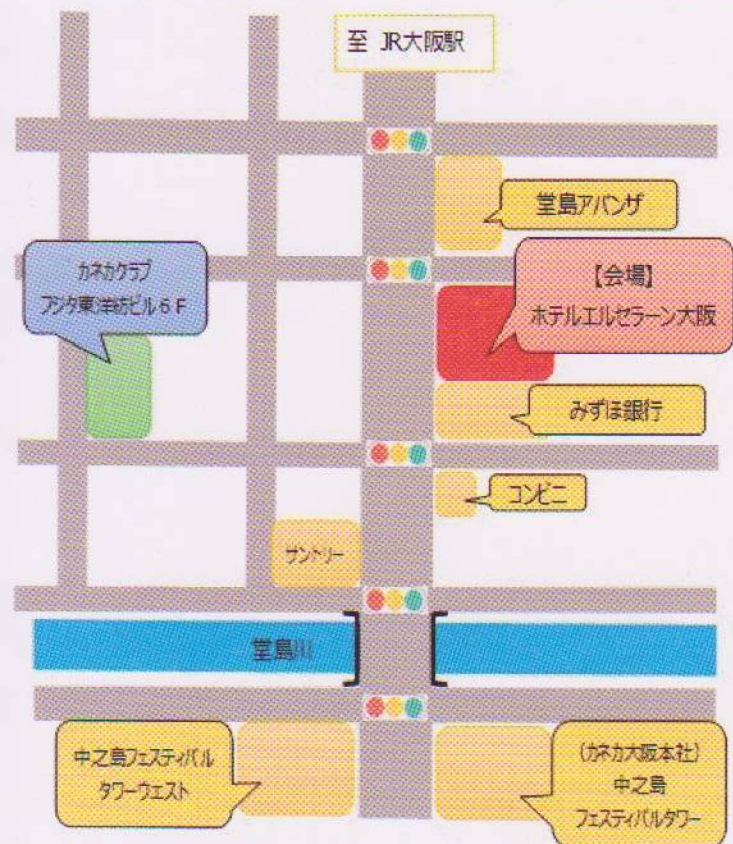 至 JR大阪駅
堂島アバンザ
カネカクラブ
フジタ東洋紡ビル6F
【会場】
ホテルエルセラーン大阪
みずほ銀行
コンビニ
サントリー
堂島川
中之島フェスティバル
タワーウエスト
(カネカ大阪本社)
中之島
フェスティバルタワー